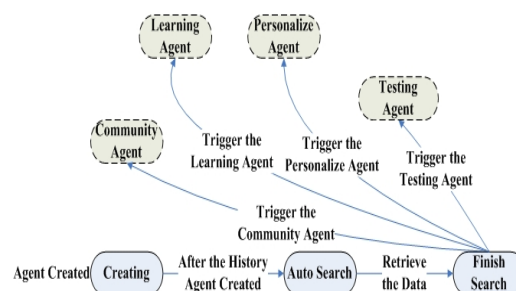 Learning
Agent
Personalize
Agent
Testing
Agent
Community
Agent
Trigger the
Learning Agent
Trigger the
Personalize Agent
Trigger the
Testing Agent
Trigger the
Community Agent
Agent Created
Creating
After the History
Agent Created
Auto Search
Retrieve
the Data
Finish
Search